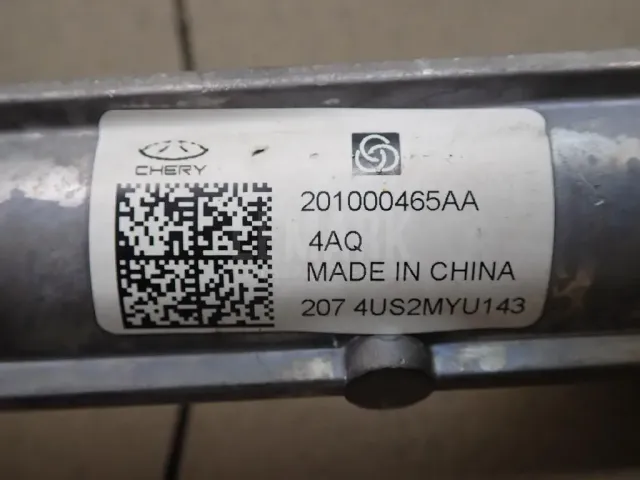 CHERY
201000465AA
4AQ
MADE IN CHINA
207 4US2MYU143